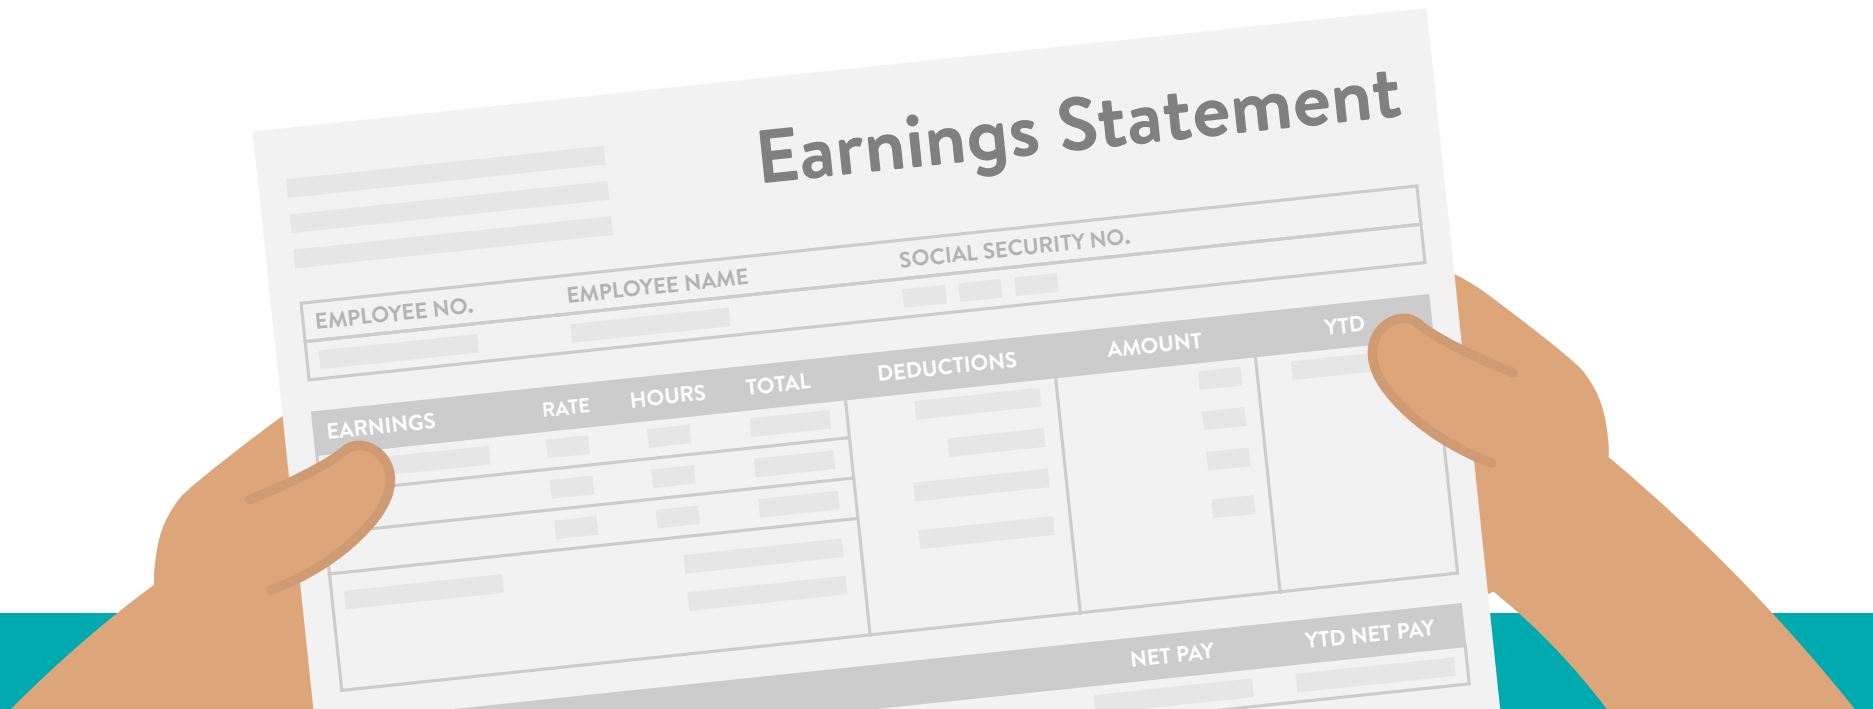 Earnings Statement
EMPLOYEE NO. EMPLOYEE NAME SOCIAL SECURITY NO.
EARNINGS RATE HOURS TOTAL DEDUCTIONS AMOUNT YTD
NET PAY YTD NET PAY